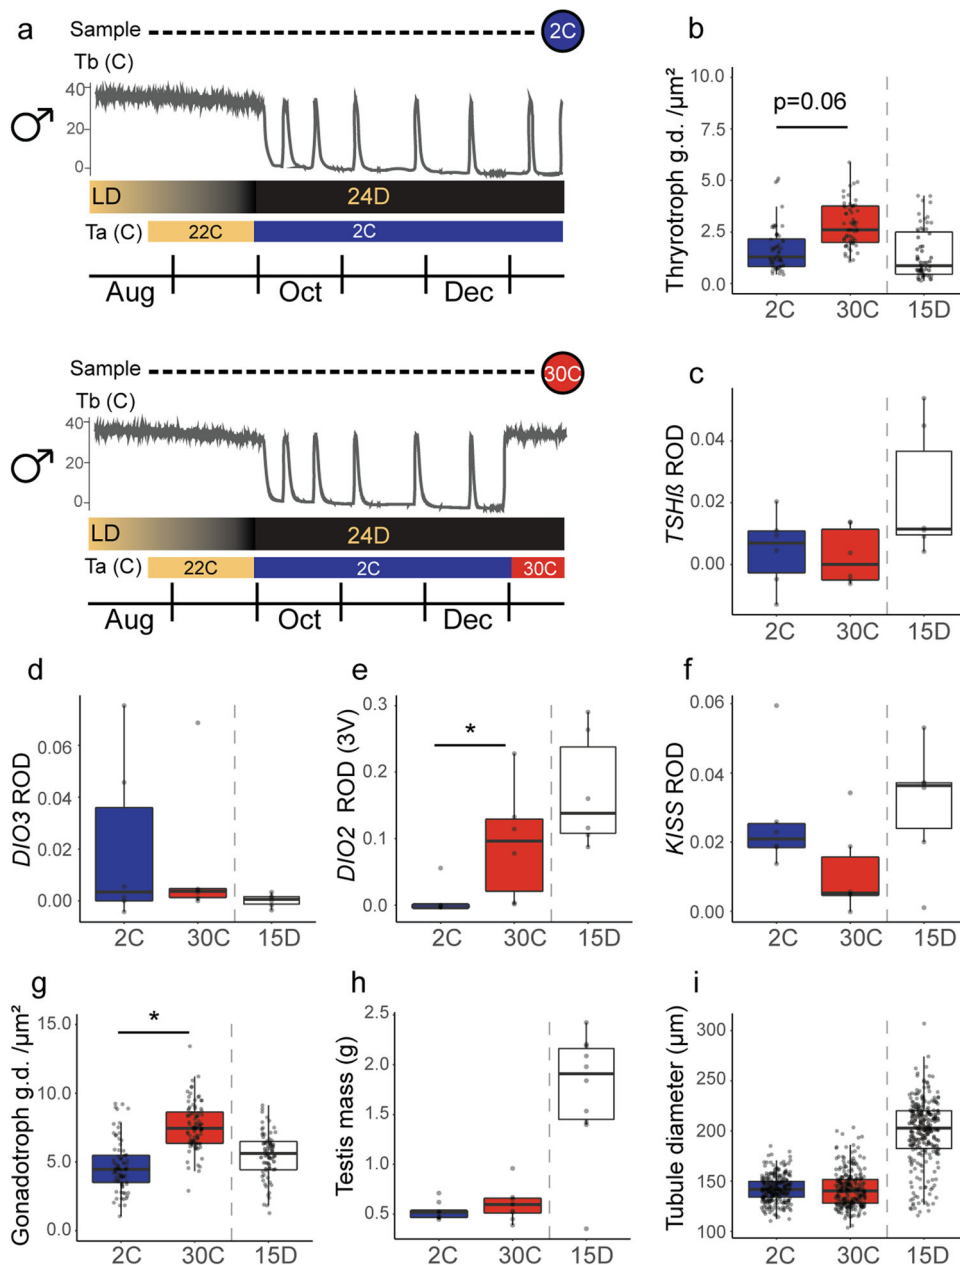 a
Sample
2C
Tb (C)
40
20
0
LD
24D
Ta (C)
22C
2C
Aug
Oct
Dec
Sample
30C
Tb (C)
40
20
0
LD
24D
Ta (C)
22C
2C
30C
Aug
Oct
Dec
b
Thryrotroph g.d. /µm²
10.0
7.5
5.0
2.5
0.0
p=0.06
2C 30C 15D
c
TSHß ROD
0.04
0.02
0.00
2C 30C 15D
d
DIO3 ROD
0.06
0.04
0.02
0.00
2C 30C 15D
e
DIO2 ROD (3V)
0.3
0.2
0.1
0.0
*
2C 30C 15D
f
KISS ROD
0.06
0.04
0.02
0.00
2C 30C 15D
g
Gonadotroph g.d. /µm²
15.0
10.0
5.0
0.0
*
2C 30C 15D
h
Testis mass (g)
2.5
2.0
1.5
1.0
0.5
2C 30C 15D
i
Tubule diameter (µm)
300
250
200
150
100
2C 30C 15D